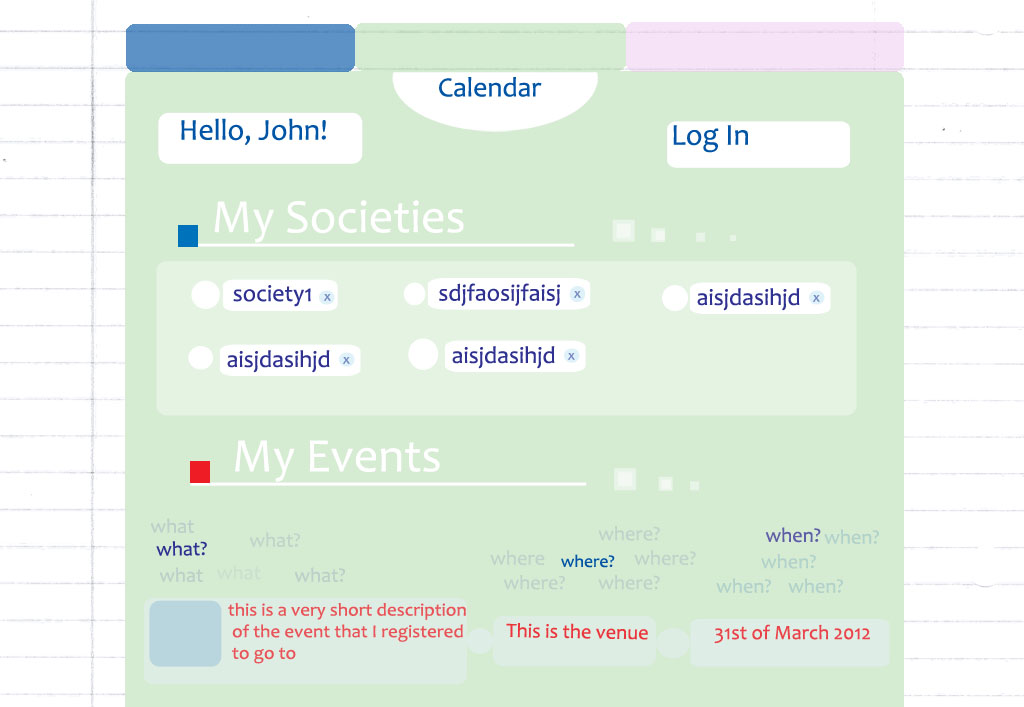 Calendar
Hello, John!
Log In
My Societies
society1 x
sdjfaosijfaisj x
aisjdasihjd x
aisjdasihjd x
aisjdasihjd x
My Events
what
what?
what?
what
what
what?
where?
where
where?
where?
where?
where?
when?
when?
when?
when?
when?
this is a very short description
of the event that I registered
to go to
This is the venue
31st of March 2012